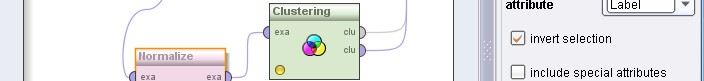 Clustering
exa
clu
clu
Normalize
exa
exa
attribute
Label
invert selection
include special attributes